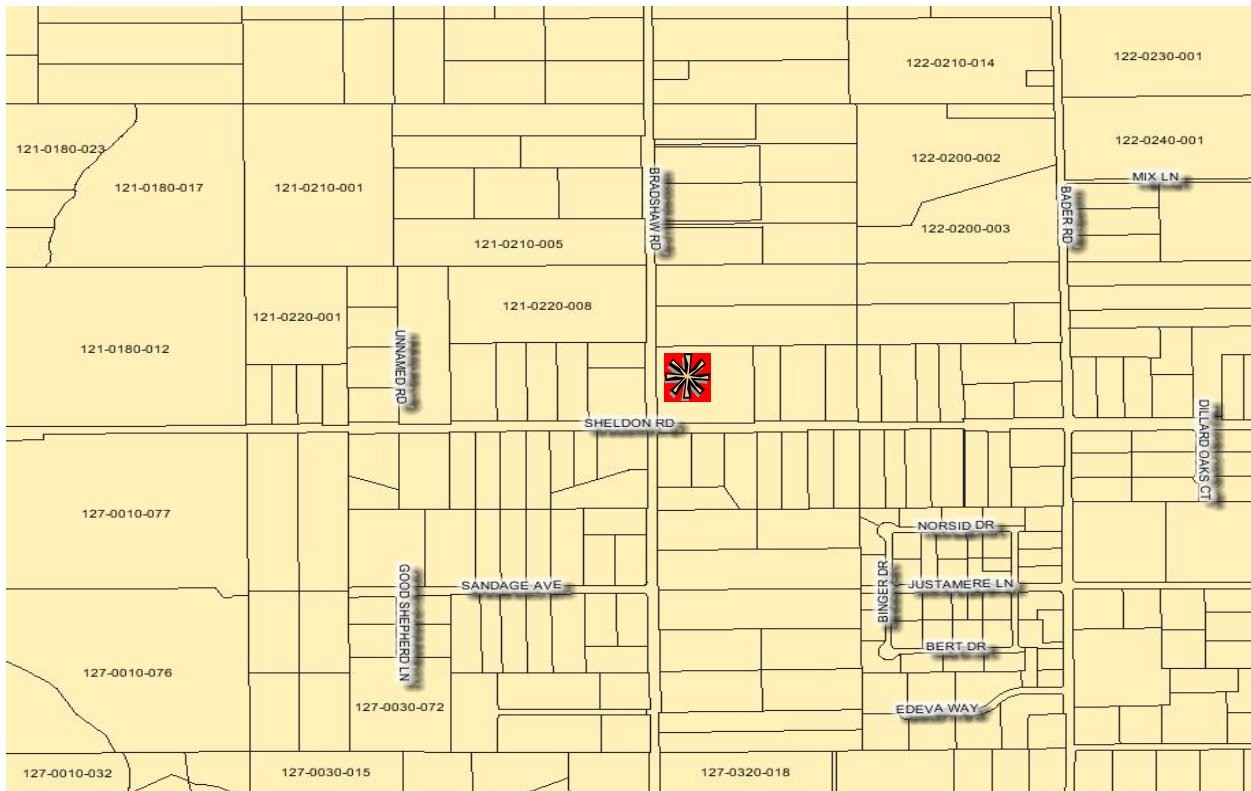 122-0230-001
122-0210-014
122-0240-001
121-0180-023
122-0200-002
MIX LN
121-0180-017
121-0210-001
BRADSHAW RD
BADER RD
122-0200-003
121-0210-005
121-0220-008
121-0220-001
121-0180-012
UNNAMED RD
SHELDON RD
DILLARD OAKS CT
127-0010-077
NORSID DR
SANDAGE AVE
JUSTAMERE LN
GOOD SHEPHERD LN
BINGER DR
BERT DR
127-0010-076
127-0030-072
EDEVA WAY
127-0010-032
127-0030-015
127-0320-018